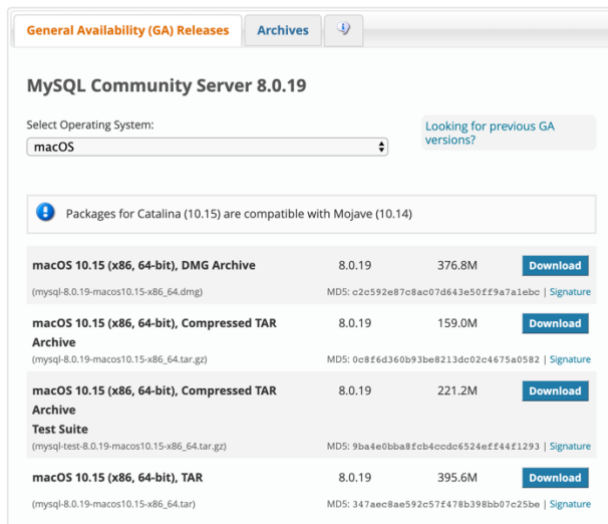 General Availability (GA) Releases
Archives
MySQL Community Server 8.0.19
Select Operating System:
macOS
Looking for previous GA
versions?
Packages for Catalina (10.15) are compatible with Mojave (10.14)
macOS 10.15 (x86, 64-bit), DMG Archive 8.0.19 376.8M Download
(mysql-8.0.19-macos10.15-x86_64.dmg) MD5: c2c592e87c8ac07d643e50ff9a7a1ebc | Signature
macOS 10.15 (x86, 64-bit), Compressed TAR 8.0.19 159.0M Download
Archive
(mysql-8.0.19-macos10.15-x86_64.tar.gz) MD5: 0c8f6d360b93be8213dc02c4675a0582 | Signature
macOS 10.15 (x86, 64-bit), Compressed TAR 8.0.19 221.2M Download
Archive
Test Suite
(mysql-test-8.0.19-macos10.15-x86_64.tar.gz) MD5: 9ba4e0bba8fcb4ccdc6524eff44f1293 | Signature
macOS 10.15 (x86, 64-bit), TAR 8.0.19 395.6M Download
(mysql-8.0.19-macos10.15-x86_64.tar) MD5: 347aec8ae592c57f478b398bb07c25be | Signature